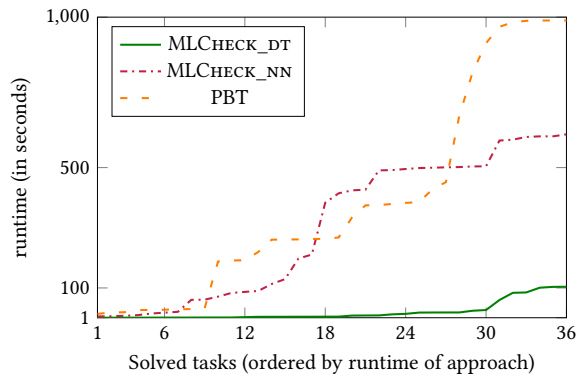 1,000
500
100
1
runtime (in seconds)
MLCHECK_DT
MLCHECK_NN
PBT
1 6 12 18 24 30 36
Solved tasks (ordered by runtime of approach)